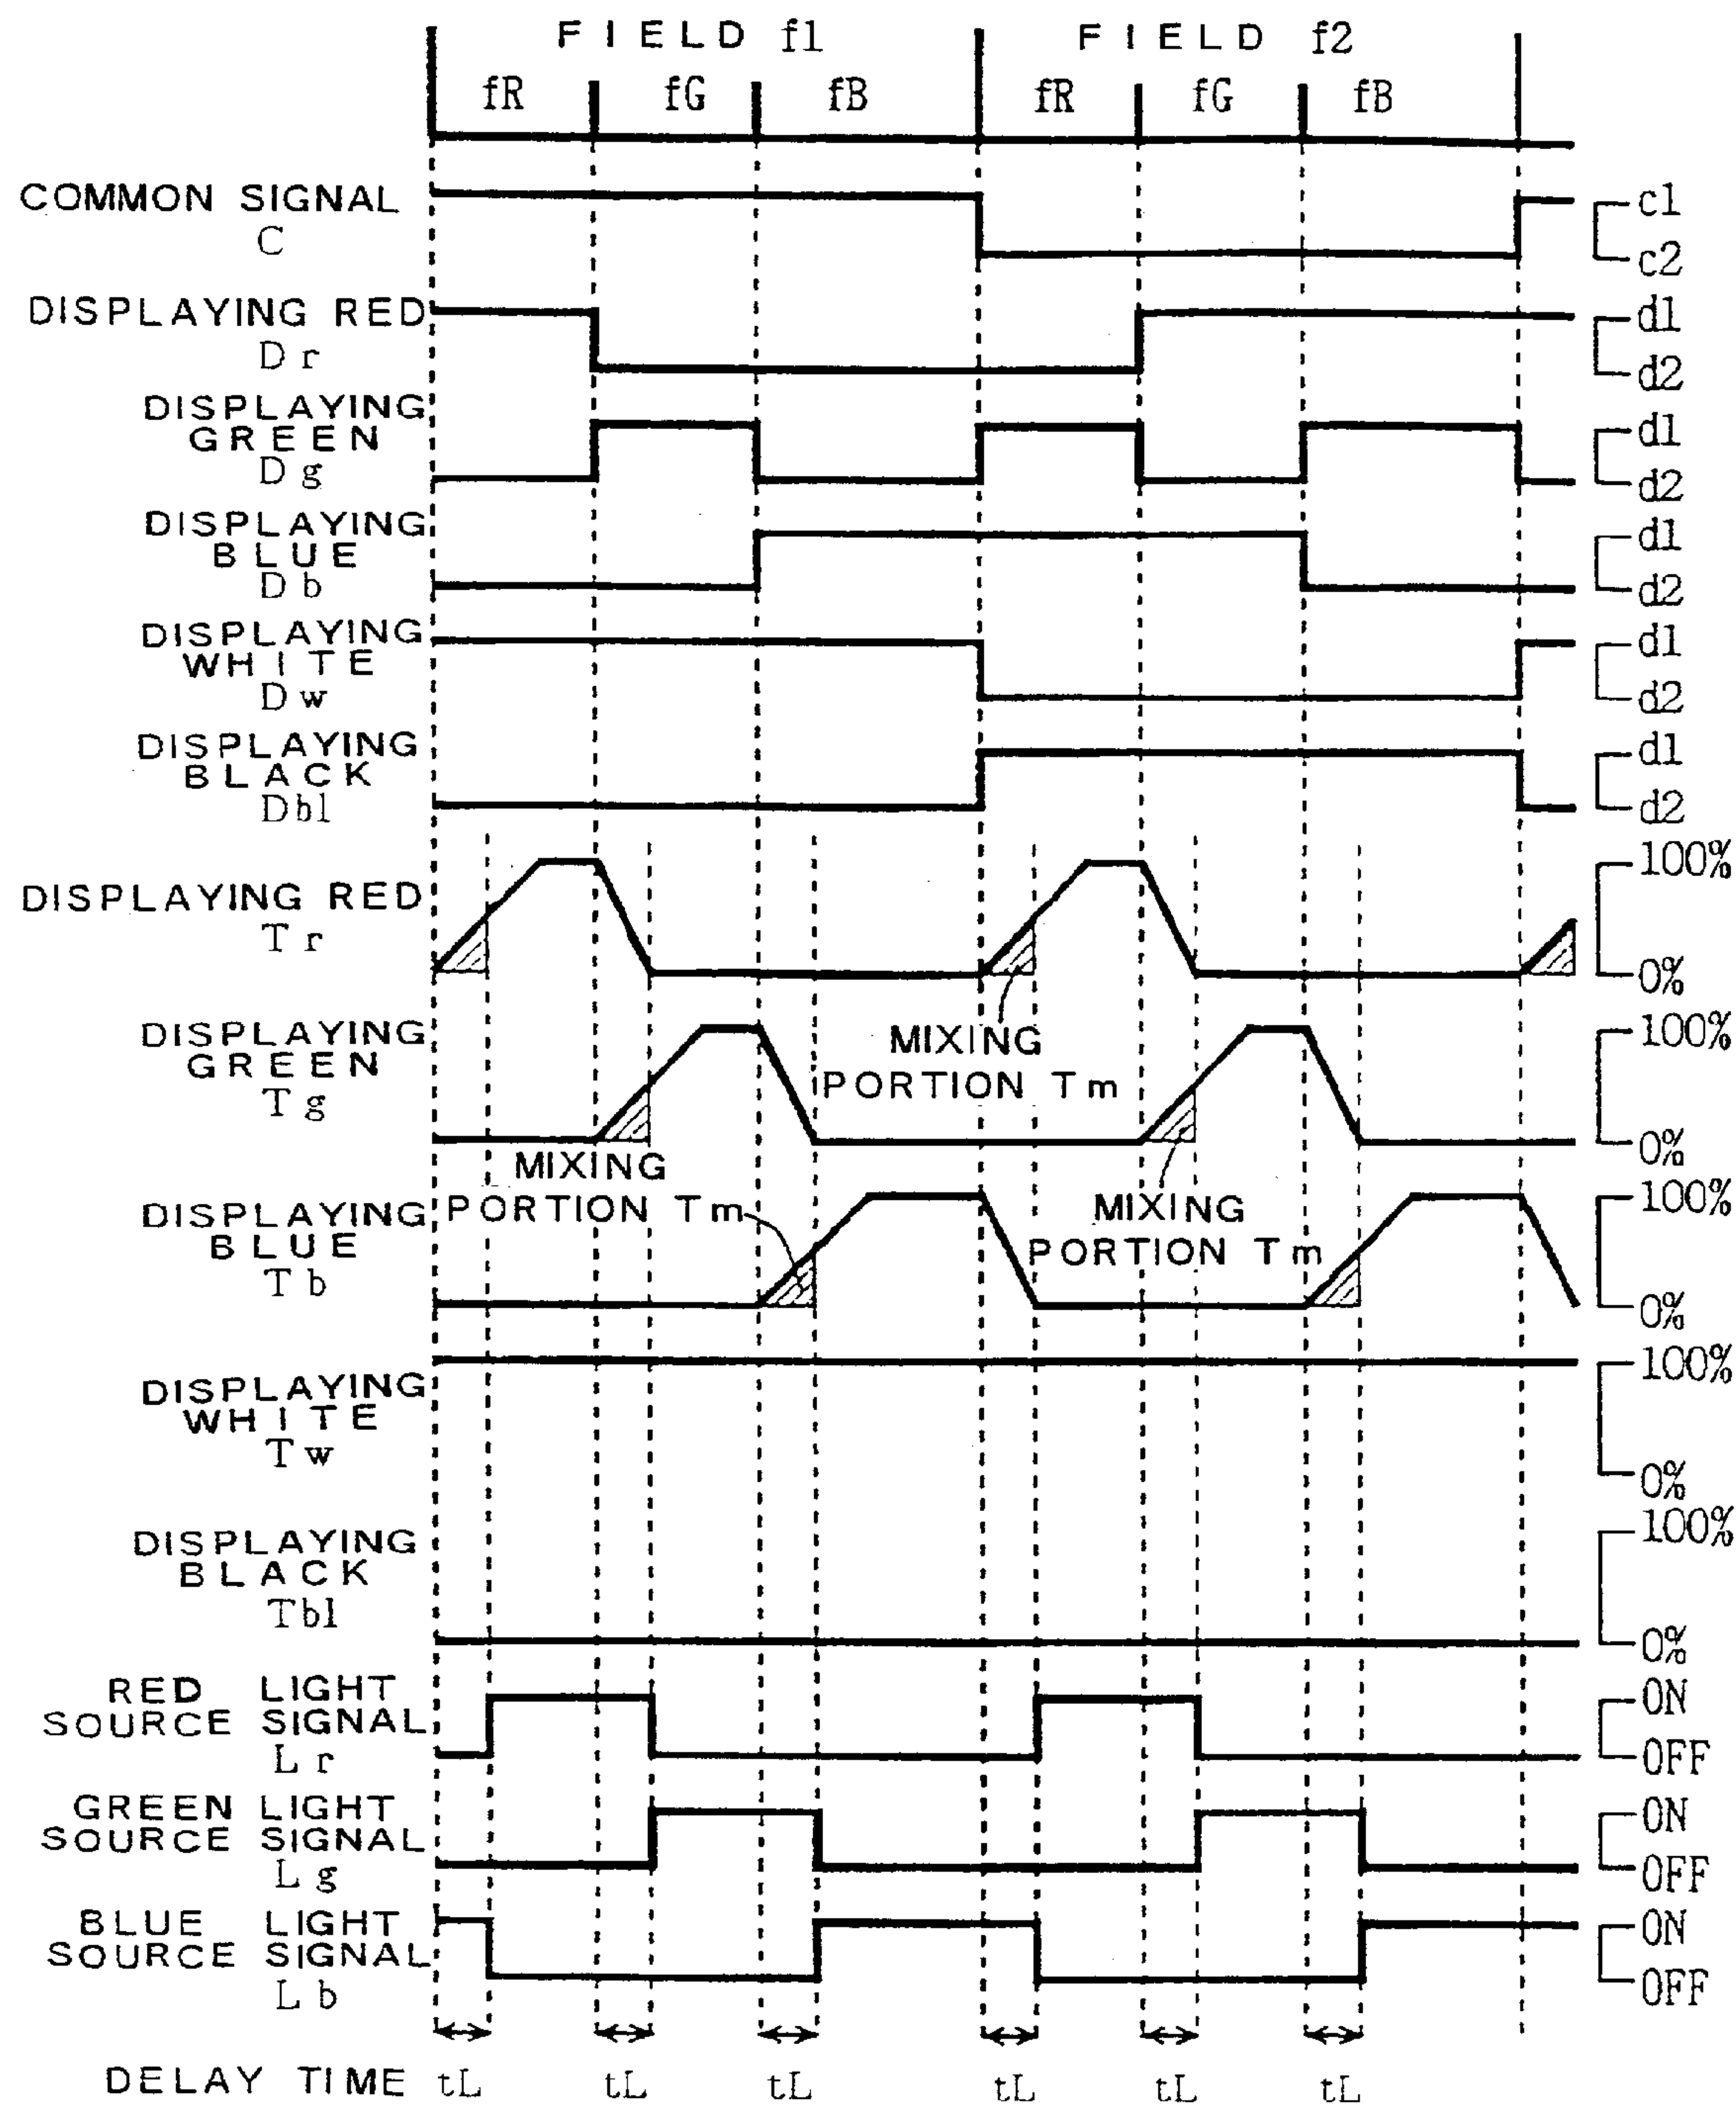 FIELD f1 FIELD f2
fR fG fB fR fG fB
COMMON SIGNAL
C
c1
c2
DISPLAYING RED
Dr
d1
d2
DISPLAYING
GREEN
Dg
d1
d2
DISPLAYING
BLUE
Db
d1
d2
DISPLAYING
WHITE
Dw
d1
d2
DISPLAYING
BLACK
Dbl
d1
d2
DISPLAYING RED
Tr
100%
0%
MIXING
PORTION Tm
DISPLAYING
GREEN
Tg
100%
0%
MIXING
PORTION Tm
MIXING
PORTION Tm
DISPLAYING
BLUE
Tb
100%
0%
DISPLAYING
WHITE
Tw
100%
0%
DISPLAYING
BLACK
Tbl
100%
0%
RED LIGHT
SOURCE SIGNAL
Lr
ON
OFF
GREEN LIGHT
SOURCE SIGNAL
Lg
ON
OFF
BLUE LIGHT
SOURCE SIGNAL
Lb
ON
OFF
DELAY TIME tL tL tL tL tL tL